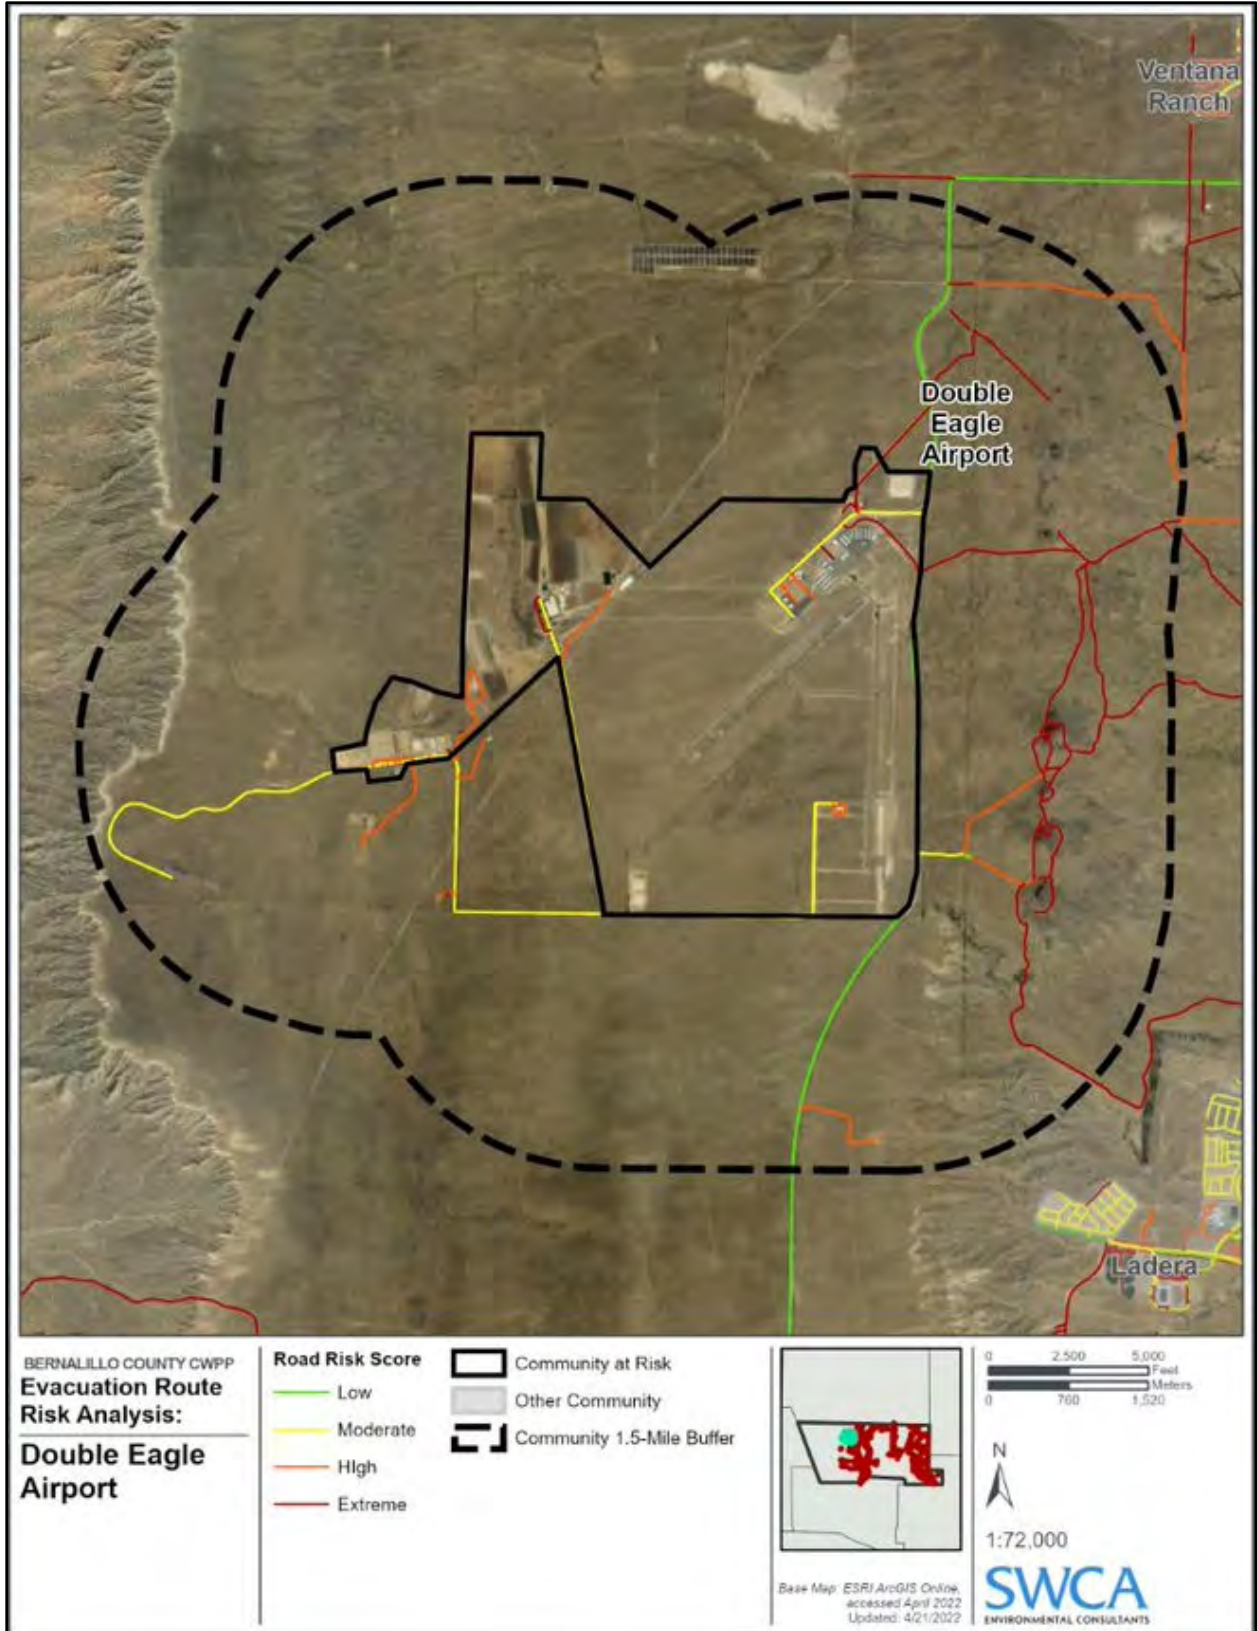 Ventana
Ranch
Double
Eagle
Airport
Ladera
BERNALILLO COUNTY CWPP
Evacuation Route
Risk Analysis:
Double Eagle
Airport
Road Risk Score
Low
Moderate
HIgh
Extreme
Community at Risk
Other Community
Community 1.5-Mile Buffer
Base Map: ESRI ArcGIS Online,
accessed April 2022
Updated: 4/21/2022
0 2,500 5,000
Feet
Meters
0 760 1,520
N
1:72,000
SWCA
ENVIRONMENTAL CONSULTANTS